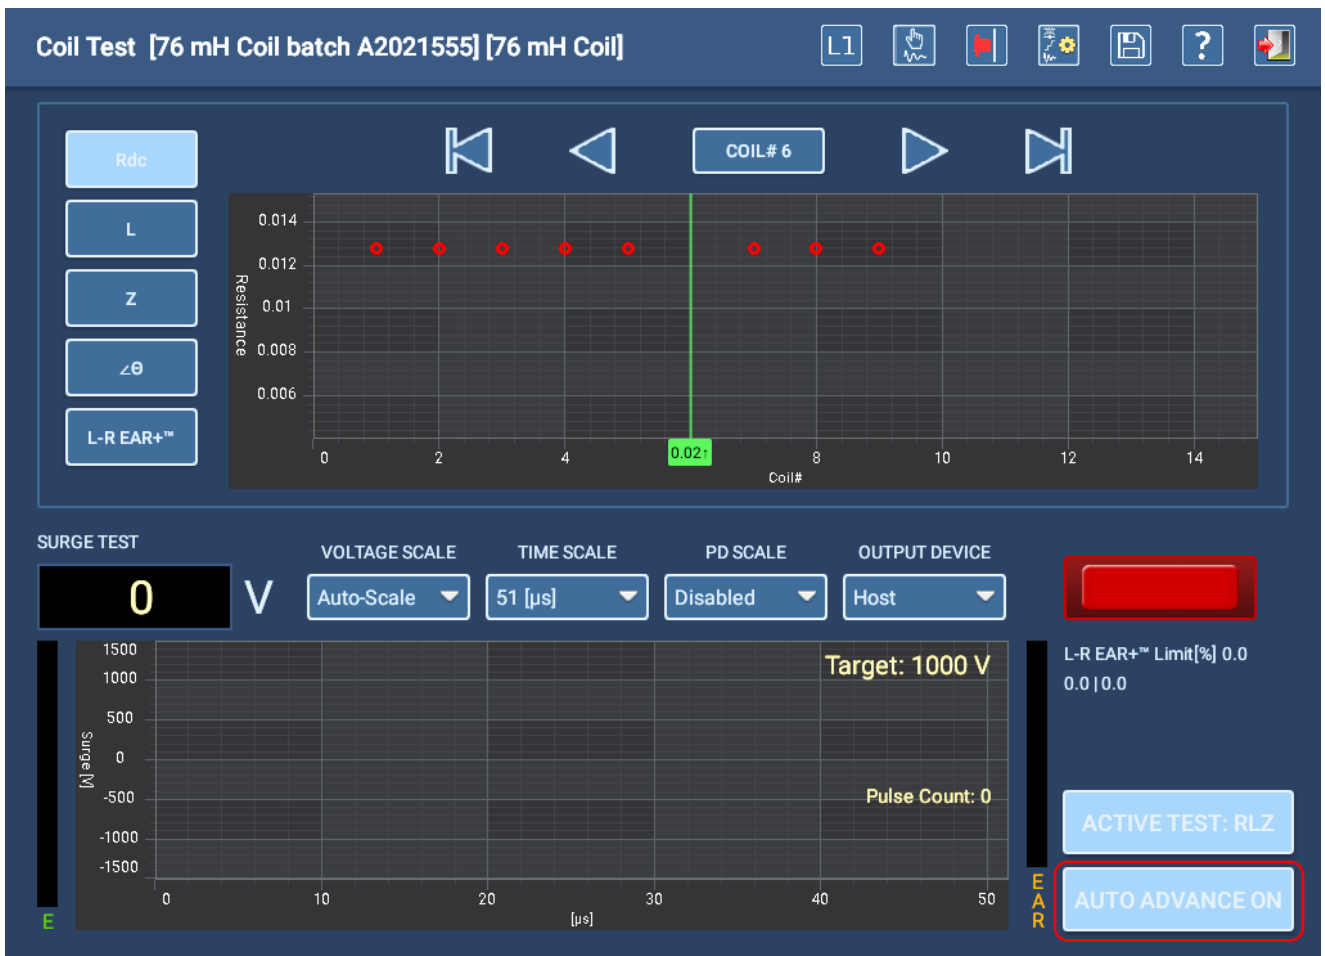 Coil Test [76 mH Coil batch A2021555] [76 mH Coil]
L1
?
Rdc
L
Z
∠θ
L-R EAR+™
COIL# 6
Resistance
0.014
0.012
0.01
0.008
0.006
0 2 4 0.02↑ 8 10 12 14
Coil#
SURGE TEST
0 V
VOLTAGE SCALE
Auto-Scale
TIME SCALE
51 [µs]
PD SCALE
Disabled
OUTPUT DEVICE
Host
L-R EAR+™ Limit[%] 0.0
0.0 | 0.0
E
Surge [V]
1500
1000
500
0
-500
-1000
-1500
Target: 1000 V
Pulse Count: 0
0 10 20 30 40 50
[µs]
EAR
ACTIVE TEST: RLZ
AUTO ADVANCE ON